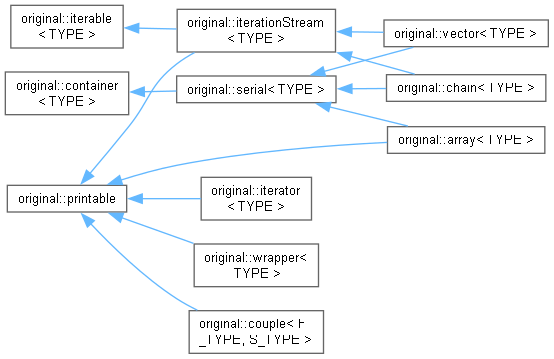 original::iterable
< TYPE >
original::iterationStream
< TYPE >
original::vector< TYPE >
original::container
< TYPE >
original::serial< TYPE >
original::chain< TYPE >
original::array< TYPE >
original::printable
original::iterator
< TYPE >
original::wrapper<
TYPE >
original::couple< F
_TYPE, S_TYPE >